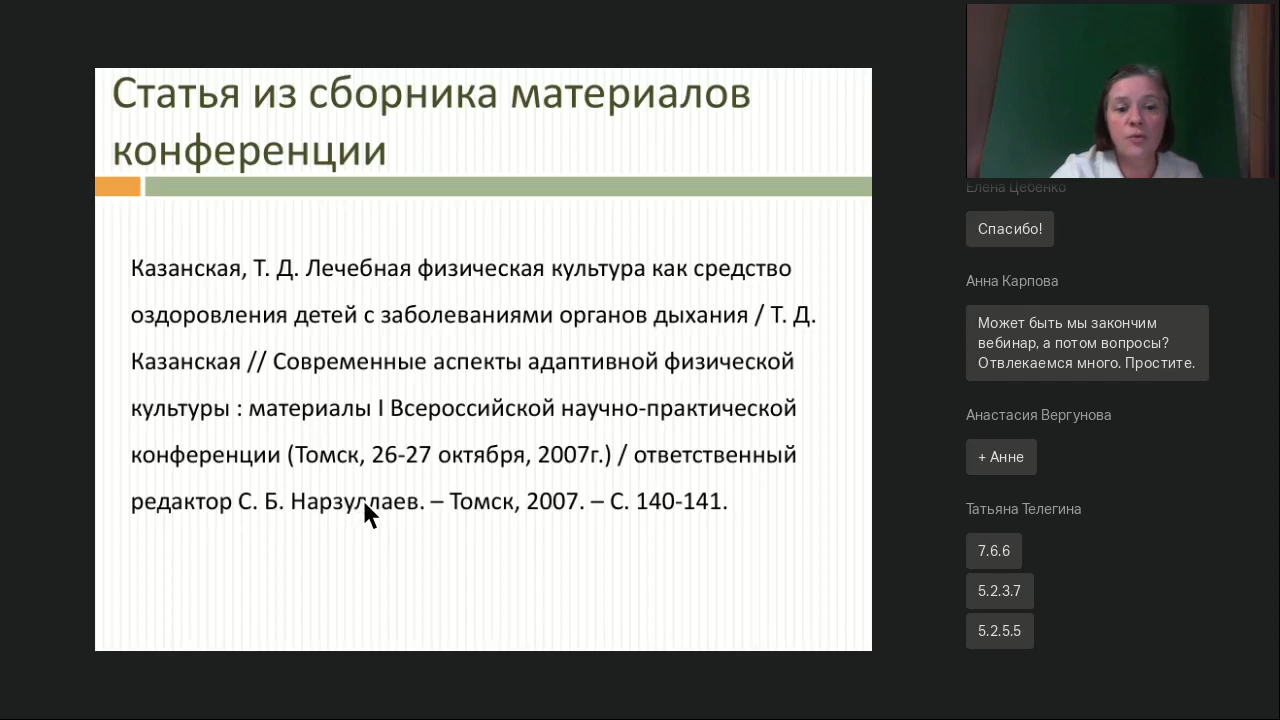 Статья из сборника материалов
конференции
Казанская, Т. Д. Лечебная физическая культура как средство
оздоровления детей с заболеваниями органов дыхания / Т. Д.
Казанская // Современные аспекты адаптивной физической
культуры : материалы I Всероссийской научно-практической
конференции (Томск, 26-27 октября, 2007г.) / ответственный
редактор С. Б. Нарзуллаев. – Томск, 2007. – С. 140-141.
Елена Цебенко
Спасибо!
Анна Карпова
Может быть мы закончим
вебинар, а потом вопросы?
Отвлекаемся много. Простите.
Анастасия Вергунова
+ Анне
Татьяна Телегина
7.6.6
5.2.3.7
5.2.5.5